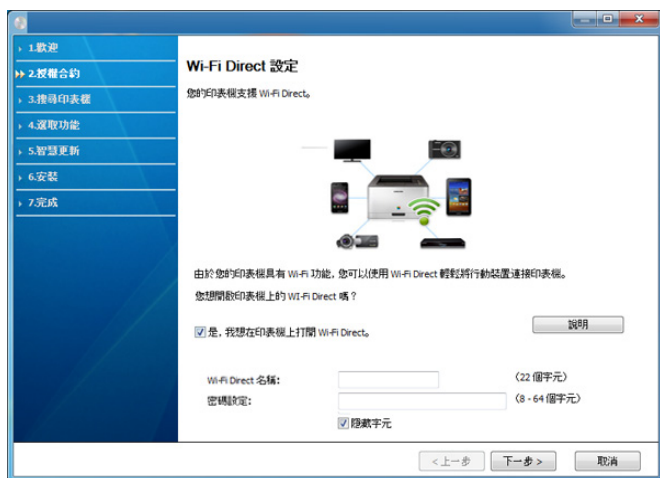 1.歡迎
2.授權合約
3.搜尋印表機
4.選取功能
5.智慧更新
6.安裝
7.完成
Wi-Fi Direct 設定
您的印表機支援 Wi-Fi Direct。
由於您的印表機具有 Wi-Fi 功能, 您可以使用 Wi-Fi Direct 輕鬆將行動裝置連接印表機。
您想開啟印表機上的 WI-Fi Direct 嗎？
是, 我想在印表機上打開 Wi-Fi Direct。
說明
Wi-Fi Direct 名稱: (22 個字元)
密碼設定: (8 - 64 個字元)
隱藏字元
< 上一步 下一步 > 取消